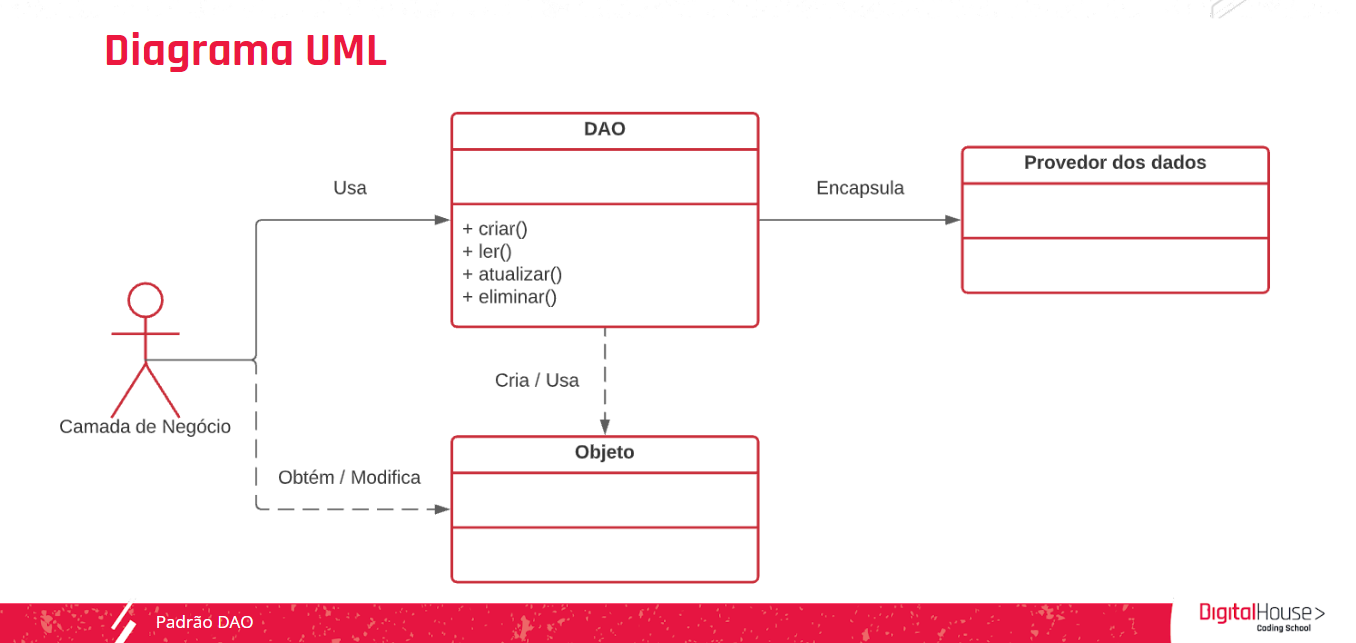 Diagrama UML
DAO
Provedor dos dados
Usa
Encapsula
+ criar()
+ ler()
+ atualizar()
+ eliminar()
Cria / Usa
Camada de Negócio
Objeto
Obtém / Modifica
Padrão DAO
DigitalHouse>
Coding School